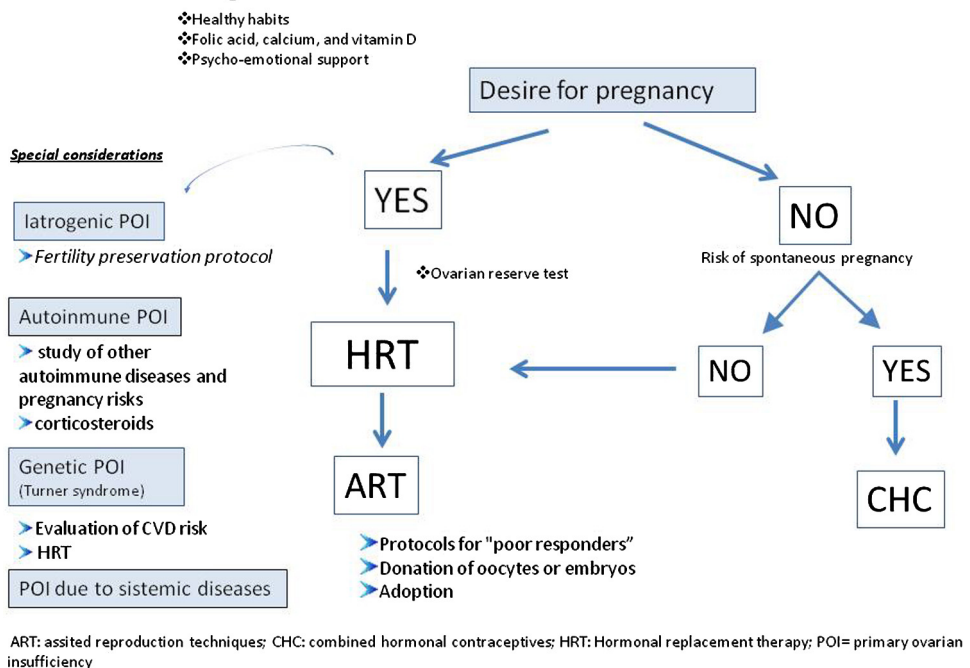 ❖Healthy habits
❖Folic acid, calcium, and vitamin D
❖Psycho-emotional support
Desire for pregnancy
Special considerations
YES
NO
Iatrogenic POI
➤Fertility preservation protocol
Risk of spontaneous pregnancy
❖Ovarian reserve test
Autoinmune POI
➤ study of other
autoimmune diseases and
pregnancy risks
➤corticosteroids
HRT
NO
YES
Genetic POI
(Turner syndrome)
➤Evaluation of CVD risk
➤HRT
ART
CHC
➤Protocols for "poor responders”
➤Donation of oocytes or embryos
➤Adoption
POI due to sistemic diseases
ART: assited reproduction techniques; CHC: combined hormonal contraceptives; HRT: Hormonal replacement therapy; POI= primary ovarian
insufficiency